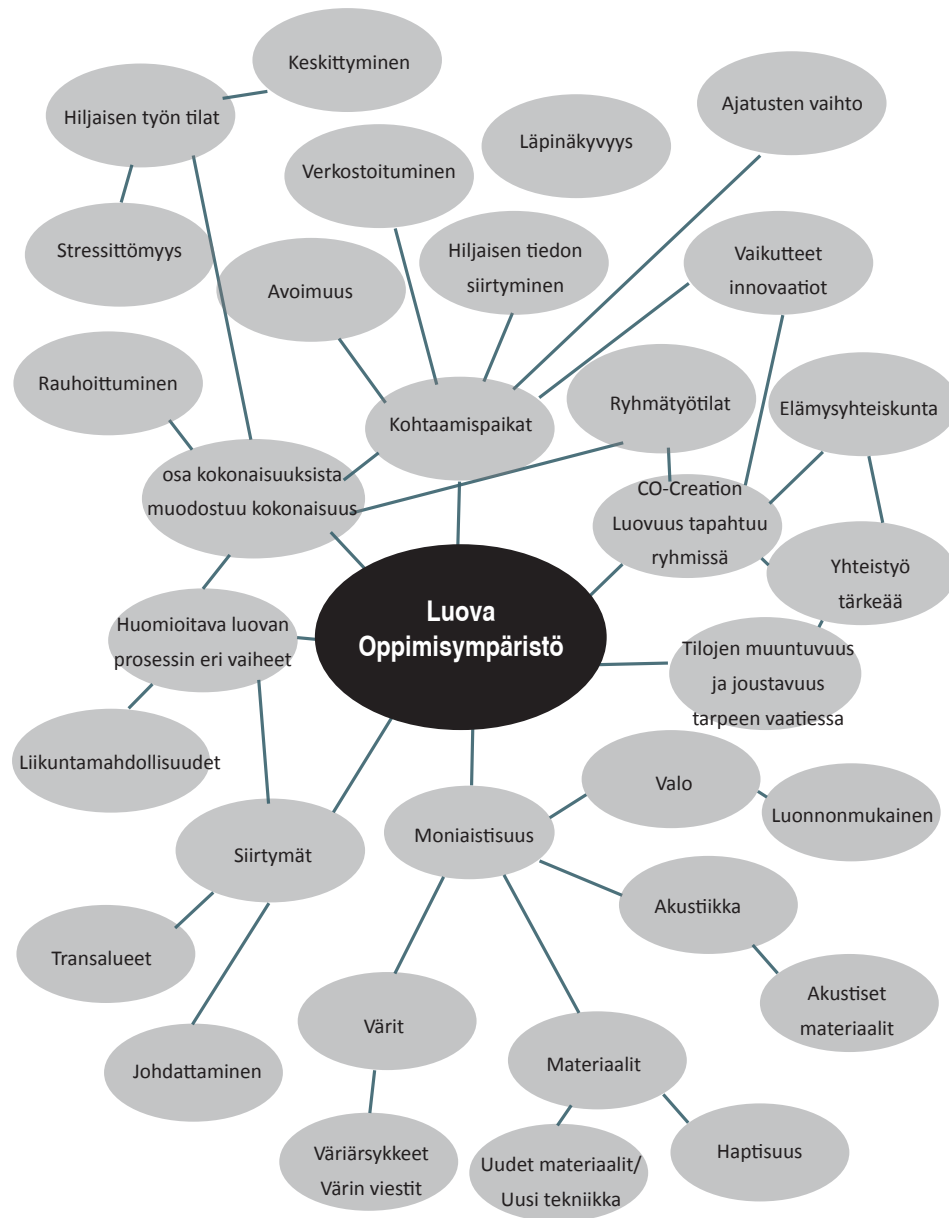 Keskittyminen
Hiljaisen työn tilat
Ajatusten vaihto
Läpinäkyvyys
Verkostoituminen
Stressittömyys
Hiljaisen tiedon
siirtyminen
Vaikutteet
innovaatiot
Avoimuus
Rauhoittuminen
Kohtaamispaikat
Ryhmätyötilat
Elämysyhteiskunta
osa kokonaisuuksista
muodostuu kokonaisuus
CO-Creation
Luovuus tapahtuu
ryhmissä
Yhteistyö
tärkeää
Luova
Oppimisympäristö
Huomioitava luovan
prosessin eri vaiheet
Tilojen muuntuvuus
ja joustavuus
tarpeen vaatiessa
Liikuntamahdollisuudet
Valo
Luonnonmukainen
Moniaistisuus
Siirtymät
Akustiikka
Transalueet
Akustiset
materiaalit
Värit
Johdattaminen
Materiaalit
Väriärsykkeet
Värin viestit
Uudet materiaalit/
Uusi tekniikka
Haptisuus